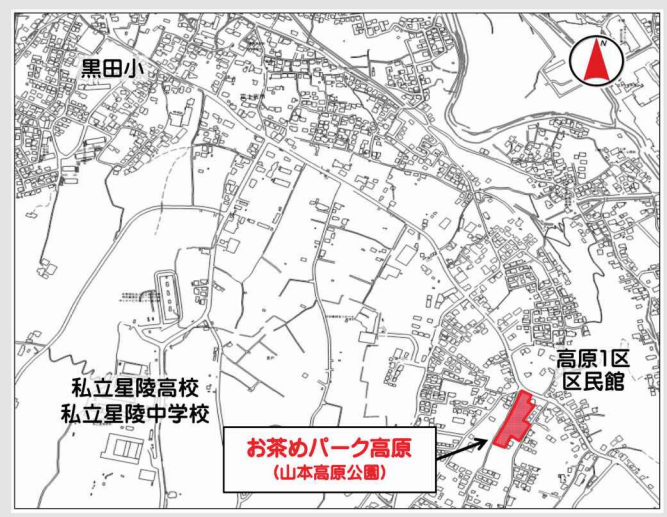 黒田小
N
高原1区
区民館
私立星陵高校
私立星陵中学校
お茶めパーク高原
(山本高原公園)